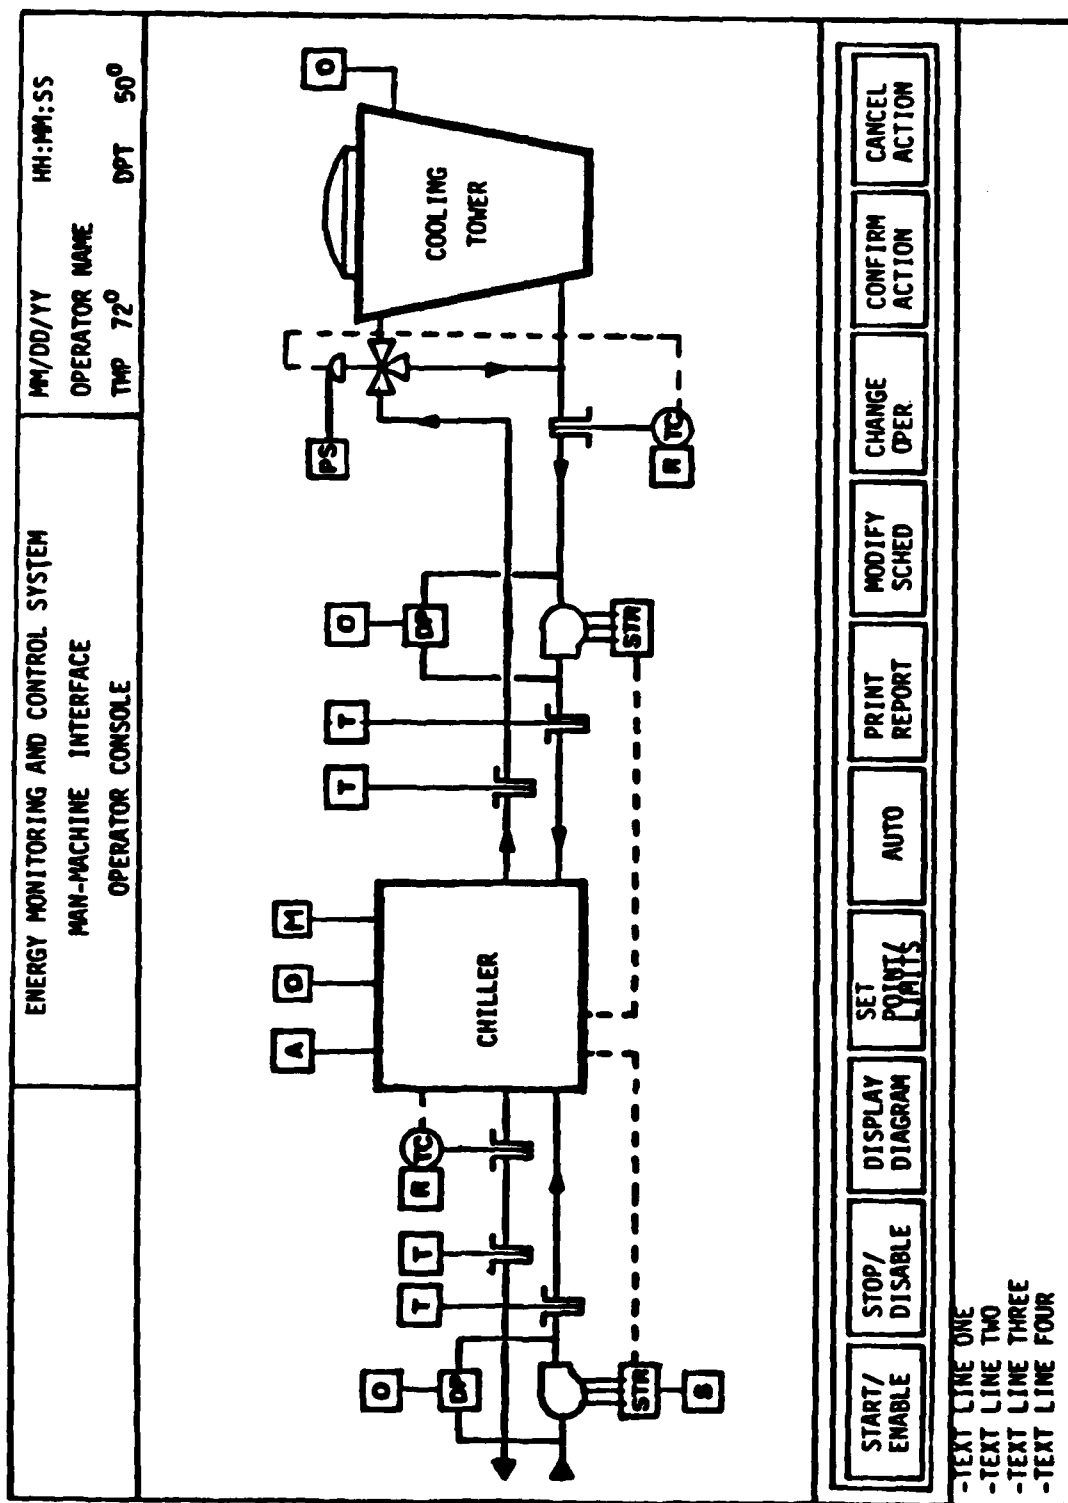 ENERGY MONITORING AND CONTROL SYSTEM
MAN-MACHINE INTERFACE
OPERATOR CONSOLE
MM/DD/YY HH:MM:SS
OPERATOR NAME
TMP 72° DPT 50°
A
O
M
PS
O
O
DP
T
T
R
TC
T
T
O
DP
CHILLER
COOLING
TOWER
STR
S
STR
R
TC
START/
ENABLE
STOP/
DISABLE
DISPLAY
DIAGRAM
SET
POINT/
LIMITS
AUTO
PRINT
REPORT
MODIFY
SCHED
CHANGE
OPER.
CONFIRM
ACTION
CANCEL
ACTION
-TEXT LINE ONE
-TEXT LINE TWO
-TEXT LINE THREE
-TEXT LINE FOUR